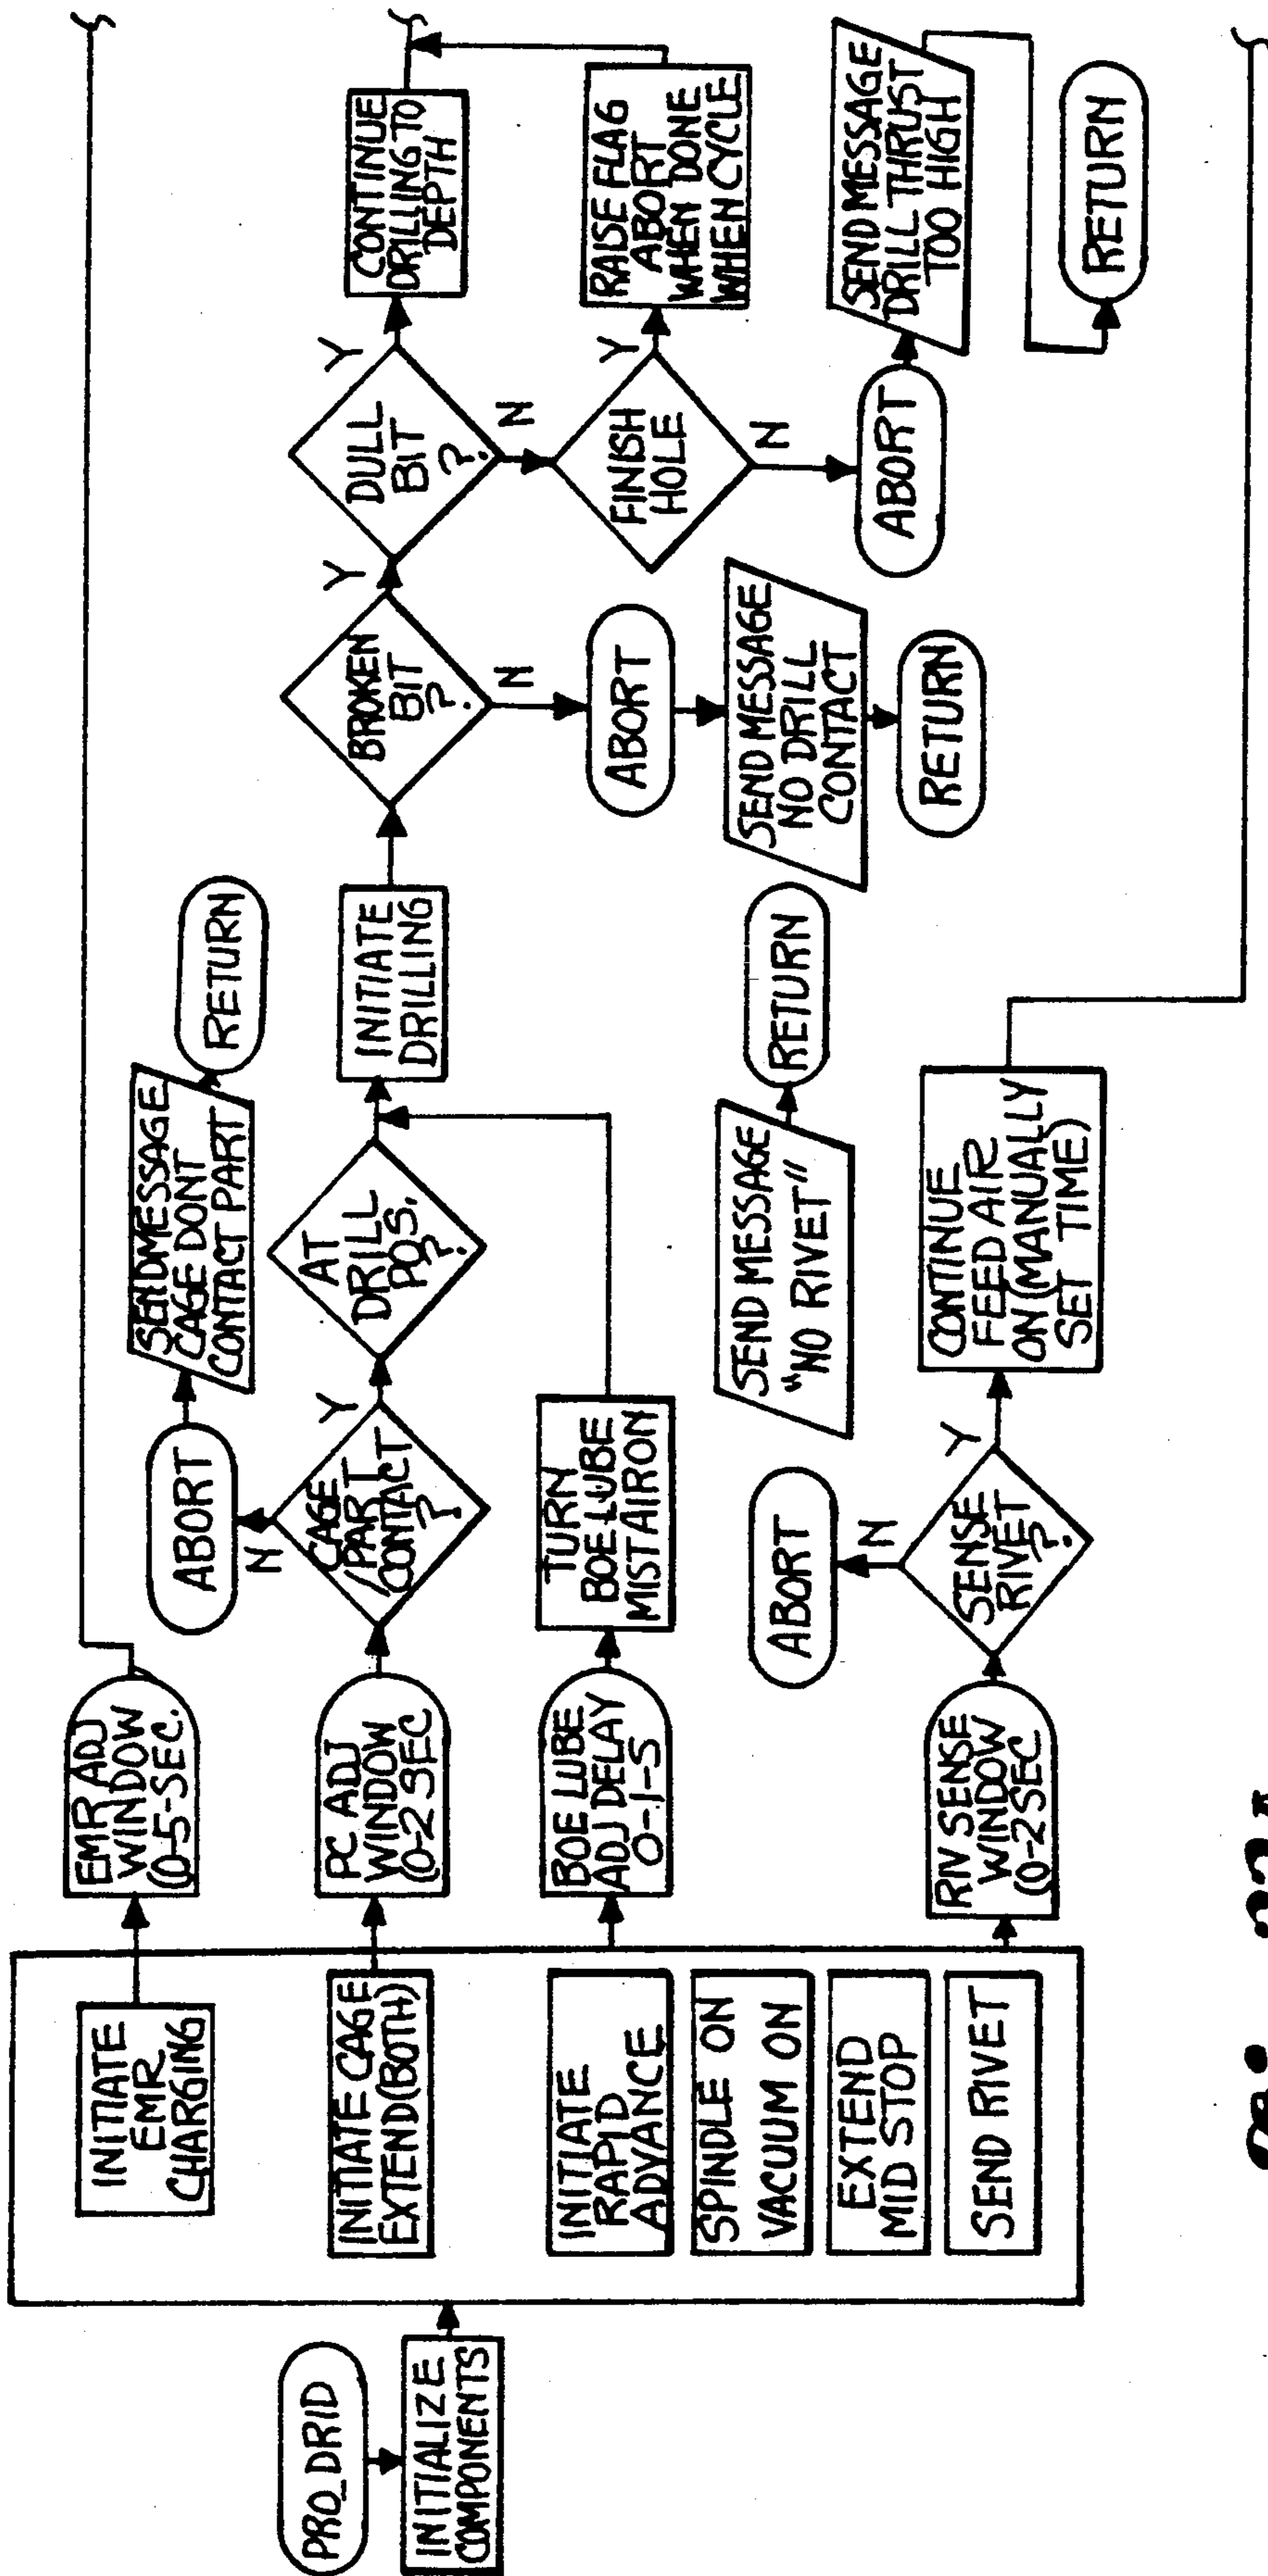 PRO_DRID
INITIALIZE
COMPONENTS
INITIATE
EMR
CHARGING
INITIATE CAGE
EXTEND(BOTH)
INITIATE
RAPID
ADVANCE
SPINDLE ON
VACUUM ON
EXTEND
MID STOP
SEND RIVET
EMR ADJ
WINDOW
(0-5-SEC.
PC ADJ
WINDOW
(0-2 SEC
BOE LUBE
ADJ DELAY
0-1-S
RIV SENSE
WINDOW
(0-2SEC
ABORT
N
CAGE
/PART
CONTACT
?
Y
SENDMESSAGE
CAGE DONT
CONTACT PART
RETURN
AT
DRILL
POS.
?
TURN
BOE LUBE
MISTAIRON
ABORT
N
SENSE
RIVET
?
Y
SEND MESSAGE
"NO RIVET"
RETURN
CONTINUE
FEED AIR
ON (MANUALLY
SET TIME)
INITIATE
DRILLING
BROKEN
BIT
?
Y
N
ABORT
SEND MESSAGE
NO DRILL
CONTACT
RETURN
DULL
BIT
?
Y
N
CONTINUE
DRILLING TO
DEPTH
FINISH
HOLE
Y
N
RAISE FLAG
ABORT
WHEN DONE
WHEN CYCLE
ABORT
SEND MESSAGE
DRILL THRUST
TOO HIGH
RETURN